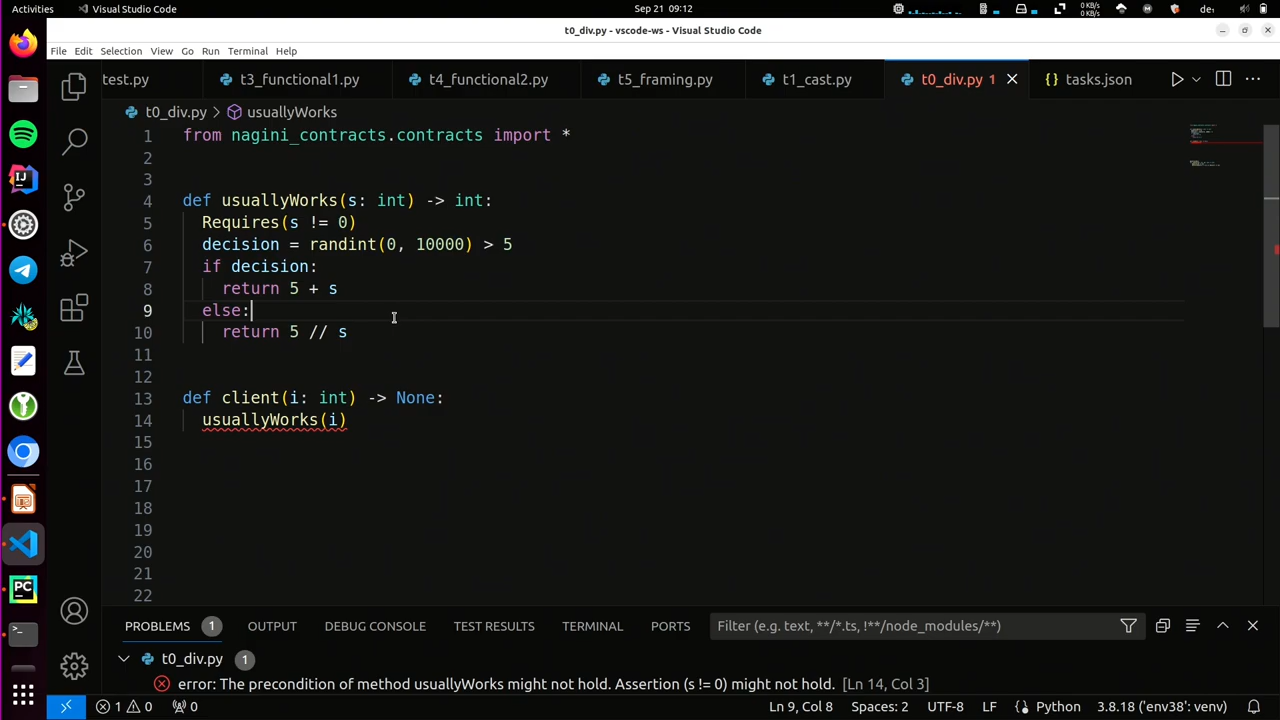 Activities
Visual Studio Code
Sep 21 09:12
0 KB/s
0 KB/s
de₁
t0_div.py - vscode-ws - Visual Studio Code
File Edit Selection View Go Run Terminal Help
test.py
t3_functional1.py
t4_functional2.py
t5_framing.py
t1_cast.py
t0_div.py 1
tasks.json
t0_div.py > usuallyWorks
1 from nagini_contracts.contracts import *
2
3
4 def usuallyWorks(s: int) -> int:
5 Requires(s != 0)
6 decision = randint(0, 10000) > 5
7 if decision:
8 return 5 + s
9 else:
10 return 5 // s
11
12
13 def client(i: int) -> None:
14 usuallyWorks(i)
15
16
17
18
19
20
21
22
PROBLEMS 1 OUTPUT DEBUG CONSOLE TEST RESULTS TERMINAL PORTS
Filter (e.g. text, **/*.ts, !**/node_modules/**)
t0_div.py 1
error: The precondition of method usuallyWorks might not hold. Assertion (s != 0) might not hold. [Ln 14, Col 3]
1 0 0
Ln 9, Col 8 Spaces: 2 UTF-8 LF Python 3.8.18 ('env38': venv)